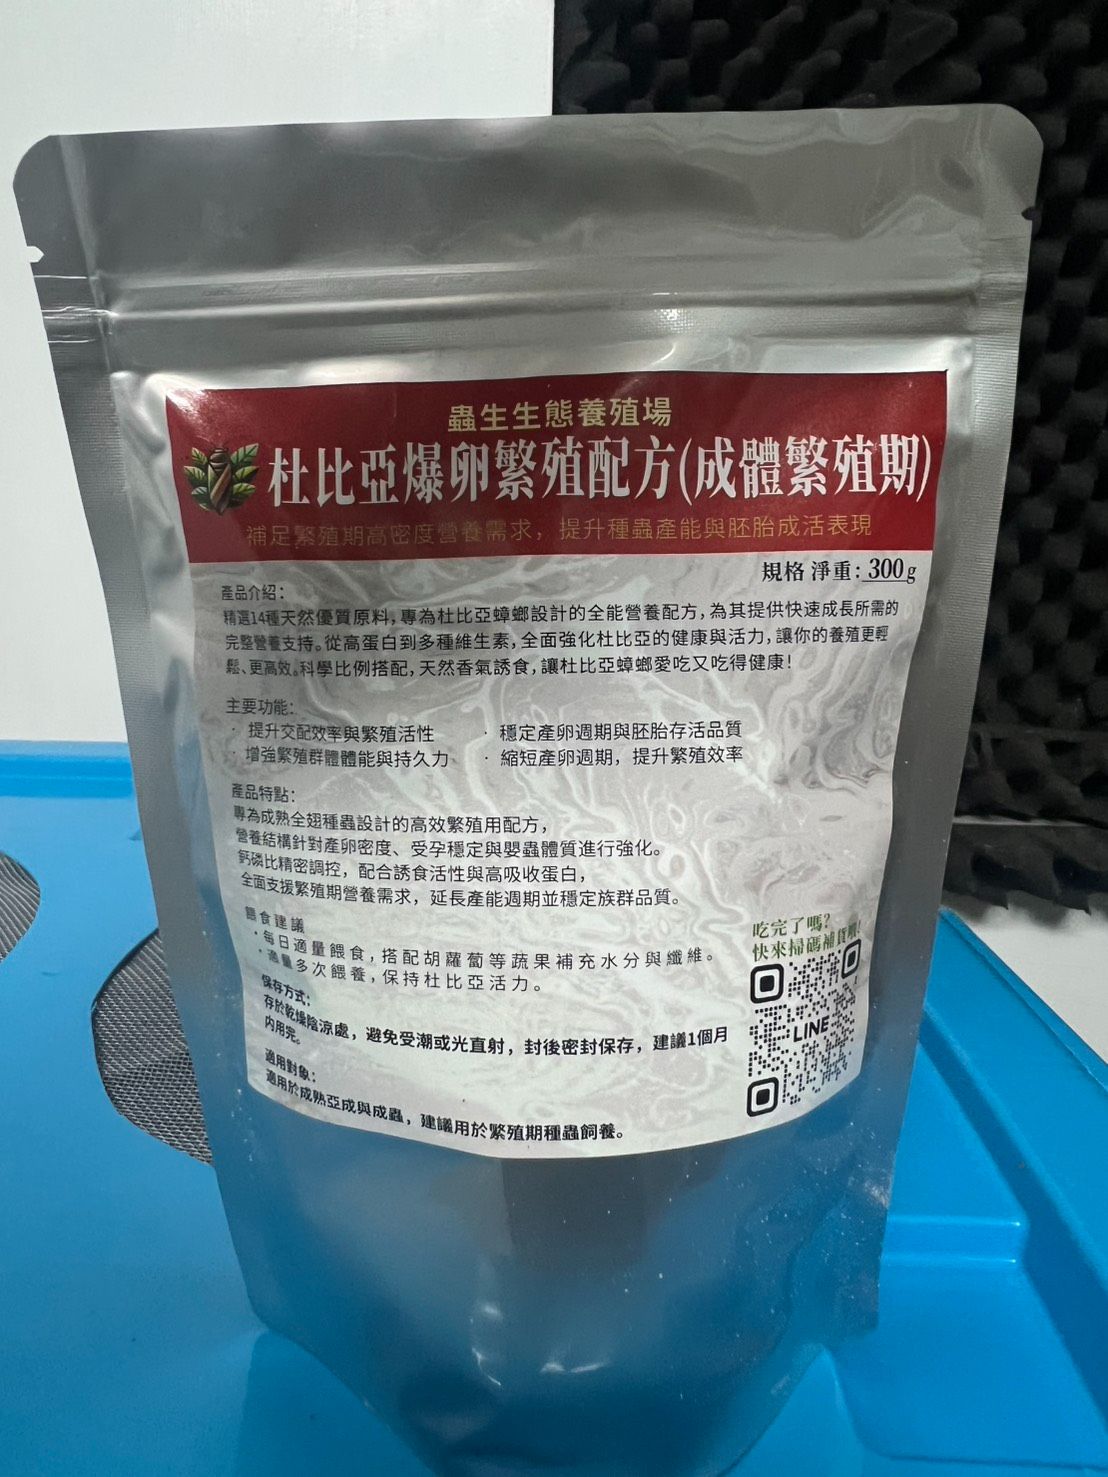 蟲生生態養殖場
杜比亞爆卵繁殖配方(成體繁殖期)
補足繁殖期高密度營養需求，提升種蟲產能與胚胎成活表現
規格 淨重：300g
產品介紹：
精選14種天然優質原料，專為杜比亞蟑螂設計的全能營養配方，為其提供快速成長所需的
完整營養支持。從高蛋白到多種維生素，全面強化杜比亞的健康與活力，讓你的養殖更輕
鬆、更高效。科學比例搭配，天然香氣誘食，讓杜比亞蟑螂愛吃又吃得健康！
主要功能：
· 提升交配效率與繁殖活性 · 穩定產卵週期與胚胎存活品質
· 增強繁殖群體體能與持久力 · 縮短產卵週期，提升繁殖效率
產品特點：
專為成熟全翅種蟲設計的高效繁殖用配方，
營養結構針對產卵密度、受孕穩定與嬰蟲體質進行強化。
鈣磷比精密調控，配合誘食活性與高吸收蛋白，
全面支援繁殖期營養需求，延長產能週期並穩定族群品質。
餵食建議
· 每日適量餵食，搭配胡蘿蔔等蔬果補充水分與纖維。
· 適量多次餵養，保持杜比亞活力。
保存方式：
存於乾燥陰涼處，避免受潮或光直射，封後密封保存，建議1個月
內用完。
適用對象：
適用於成熟亞成與成蟲，建議用於繁殖期種蟲飼養。
吃完了嗎？
快來掃碼補貨喲！
LINE